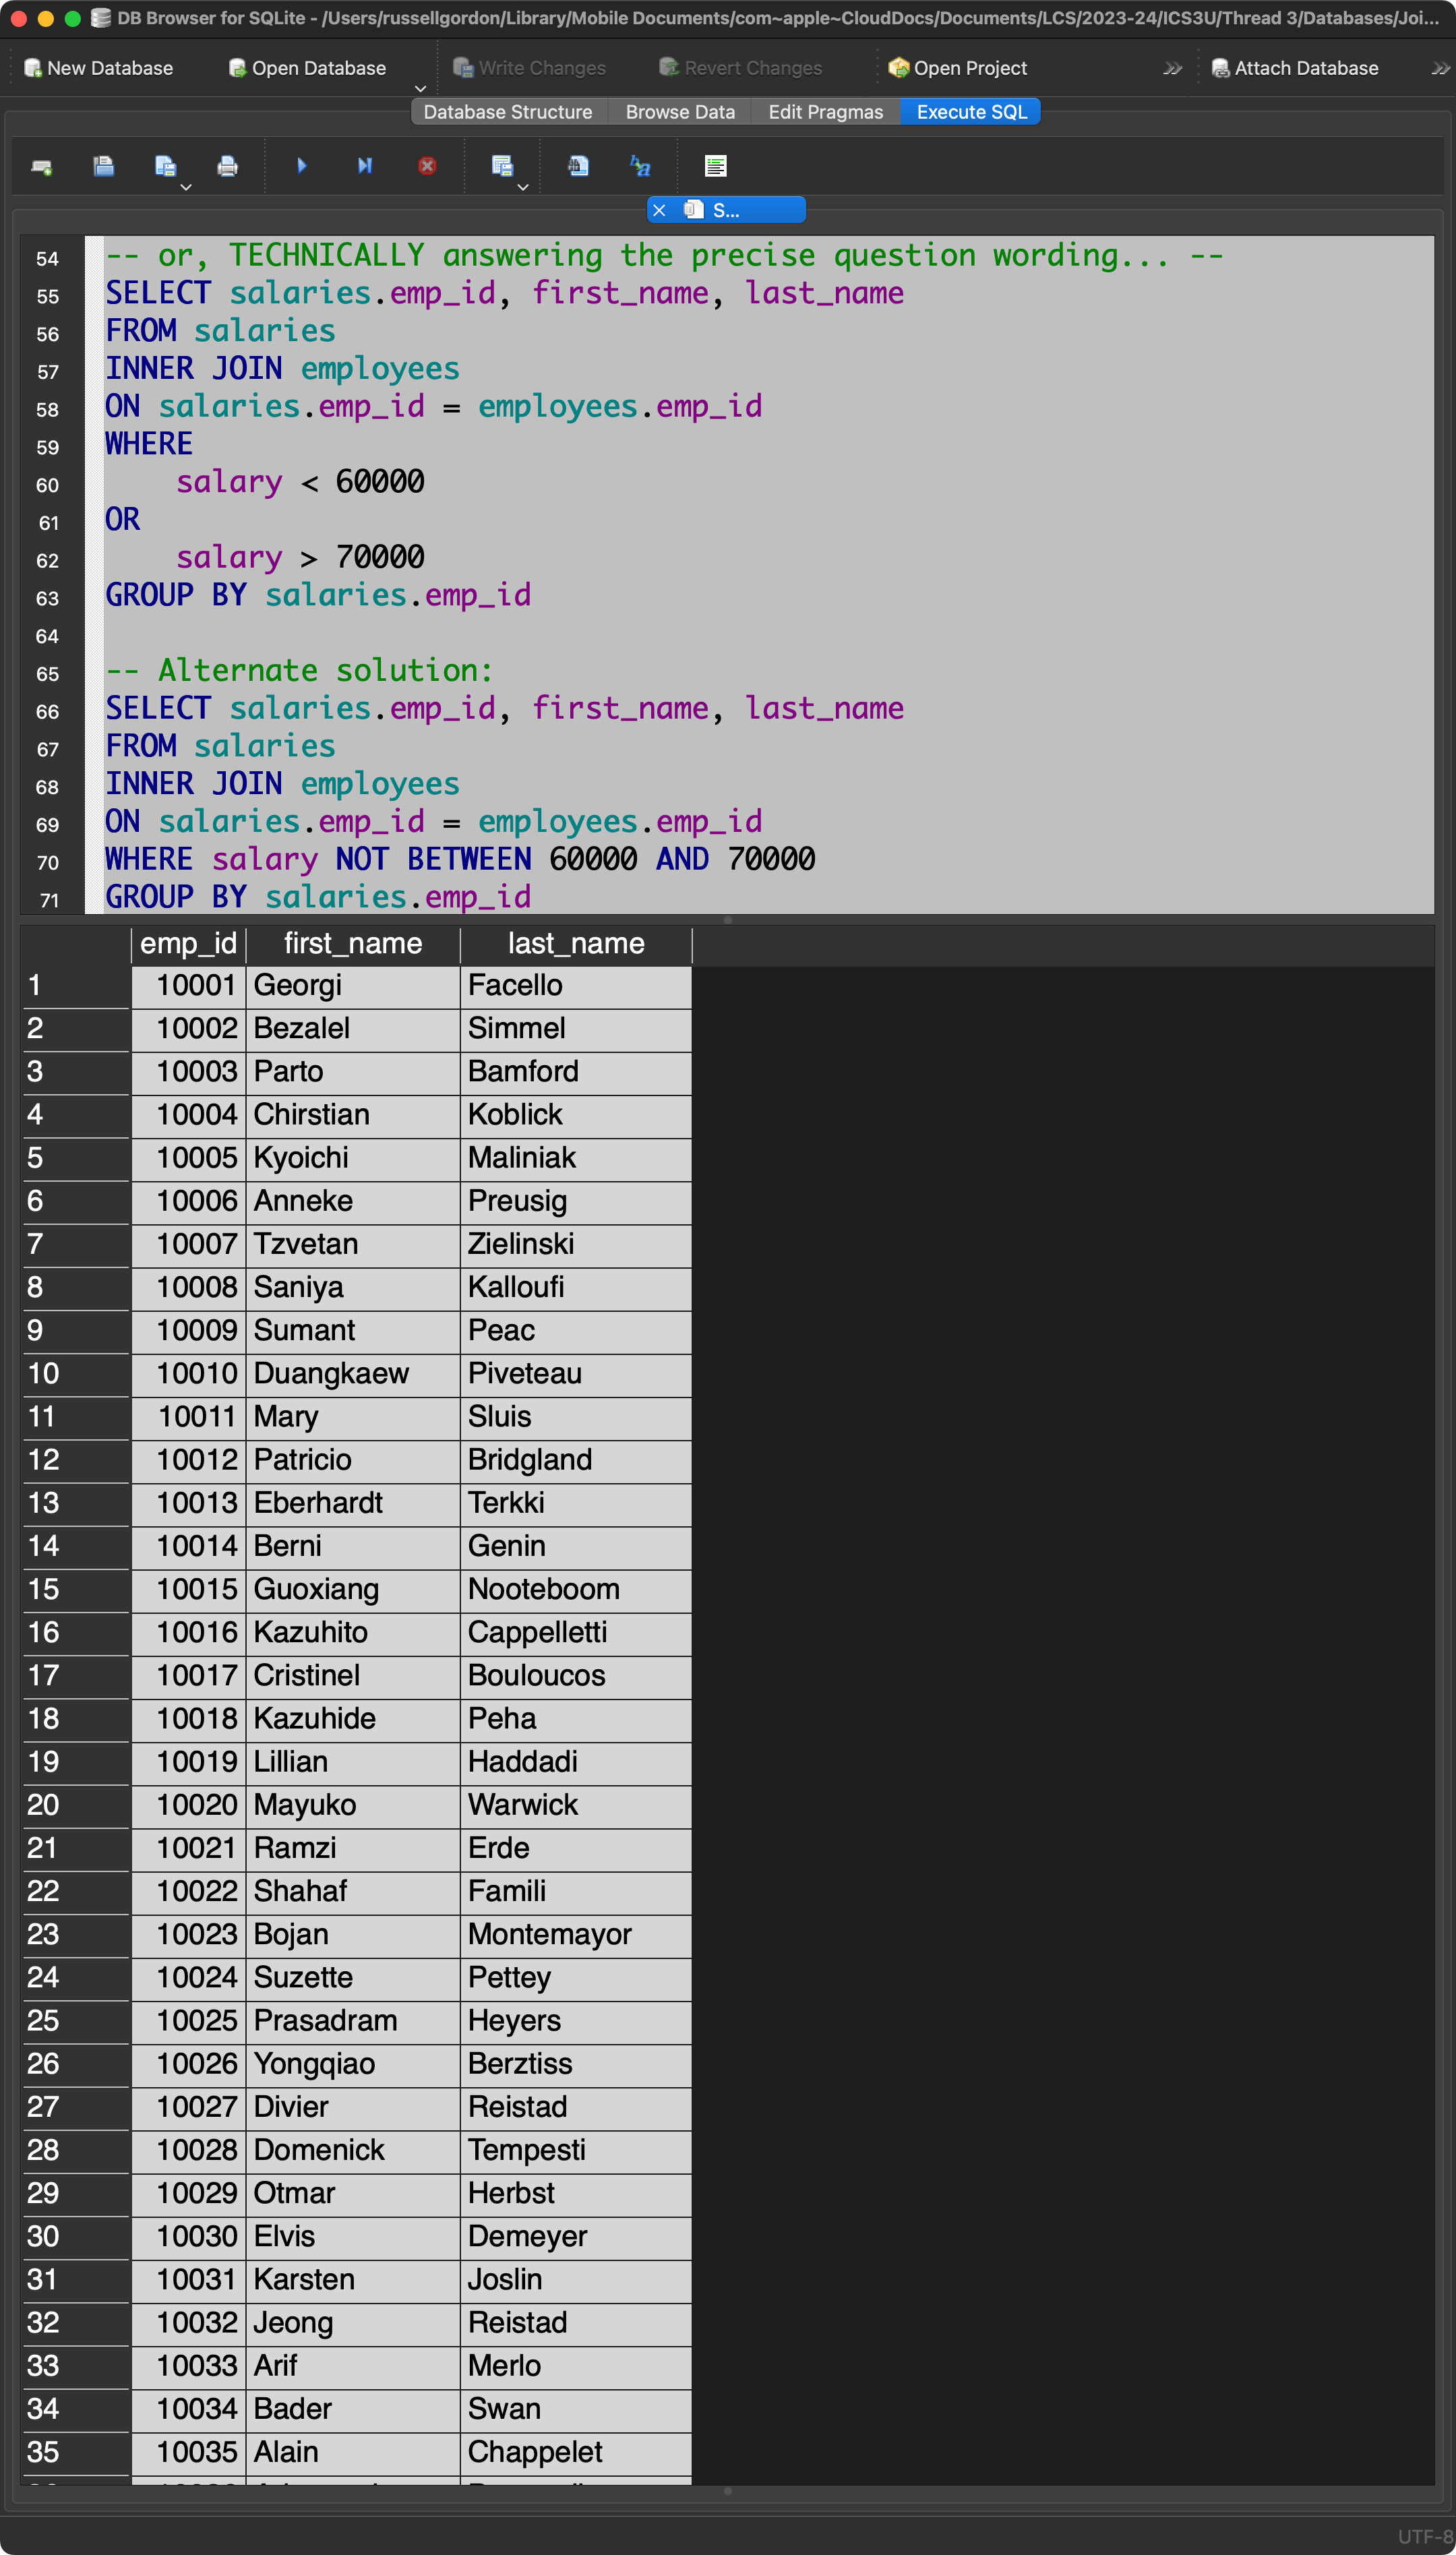 DB Browser for SQLite - /Users/russellgordon/Library/Mobile Documents/com~apple~CloudDocs/Documents/LCS/2023-24/ICS3U/Thread 3/Databases/Joi...
New Database Open Database Write Changes Revert Changes Open Project Attach Database
Database Structure Browse Data Edit Pragmas Execute SQL
S...
54 -- or, TECHNICALLY answering the precise question wording... --
55 SELECT salaries.emp_id, first_name, last_name
56 FROM salaries
57 INNER JOIN employees
58 ON salaries.emp_id = employees.emp_id
59 WHERE
60 salary < 60000
61 OR
62 salary > 70000
63 GROUP BY salaries.emp_id
64
65 -- Alternate solution:
66 SELECT salaries.emp_id, first_name, last_name
67 FROM salaries
68 INNER JOIN employees
69 ON salaries.emp_id = employees.emp_id
70 WHERE salary NOT BETWEEN 60000 AND 70000
71 GROUP BY salaries.emp_id
emp_id first_name last_name
1 10001 Georgi Facello
2 10002 Bezalel Simmel
3 10003 Parto Bamford
4 10004 Chirstian Koblick
5 10005 Kyoichi Maliniak
6 10006 Anneke Preusig
7 10007 Tzvetan Zielinski
8 10008 Saniya Kalloufi
9 10009 Sumant Peac
10 10010 Duangkaew Piveteau
11 10011 Mary Sluis
12 10012 Patricio Bridgland
13 10013 Eberhardt Terkki
14 10014 Berni Genin
15 10015 Guoxiang Nooteboom
16 10016 Kazuhito Cappelletti
17 10017 Cristinel Bouloucos
18 10018 Kazuhide Peha
19 10019 Lillian Haddadi
20 10020 Mayuko Warwick
21 10021 Ramzi Erde
22 10022 Shahaf Famili
23 10023 Bojan Montemayor
24 10024 Suzette Pettey
25 10025 Prasadram Heyers
26 10026 Yongqiao Berztiss
27 10027 Divier Reistad
28 10028 Domenick Tempesti
29 10029 Otmar Herbst
30 10030 Elvis Demeyer
31 10031 Karsten Joslin
32 10032 Jeong Reistad
33 10033 Arif Merlo
34 10034 Bader Swan
35 10035 Alain Chappelet
UTF-8